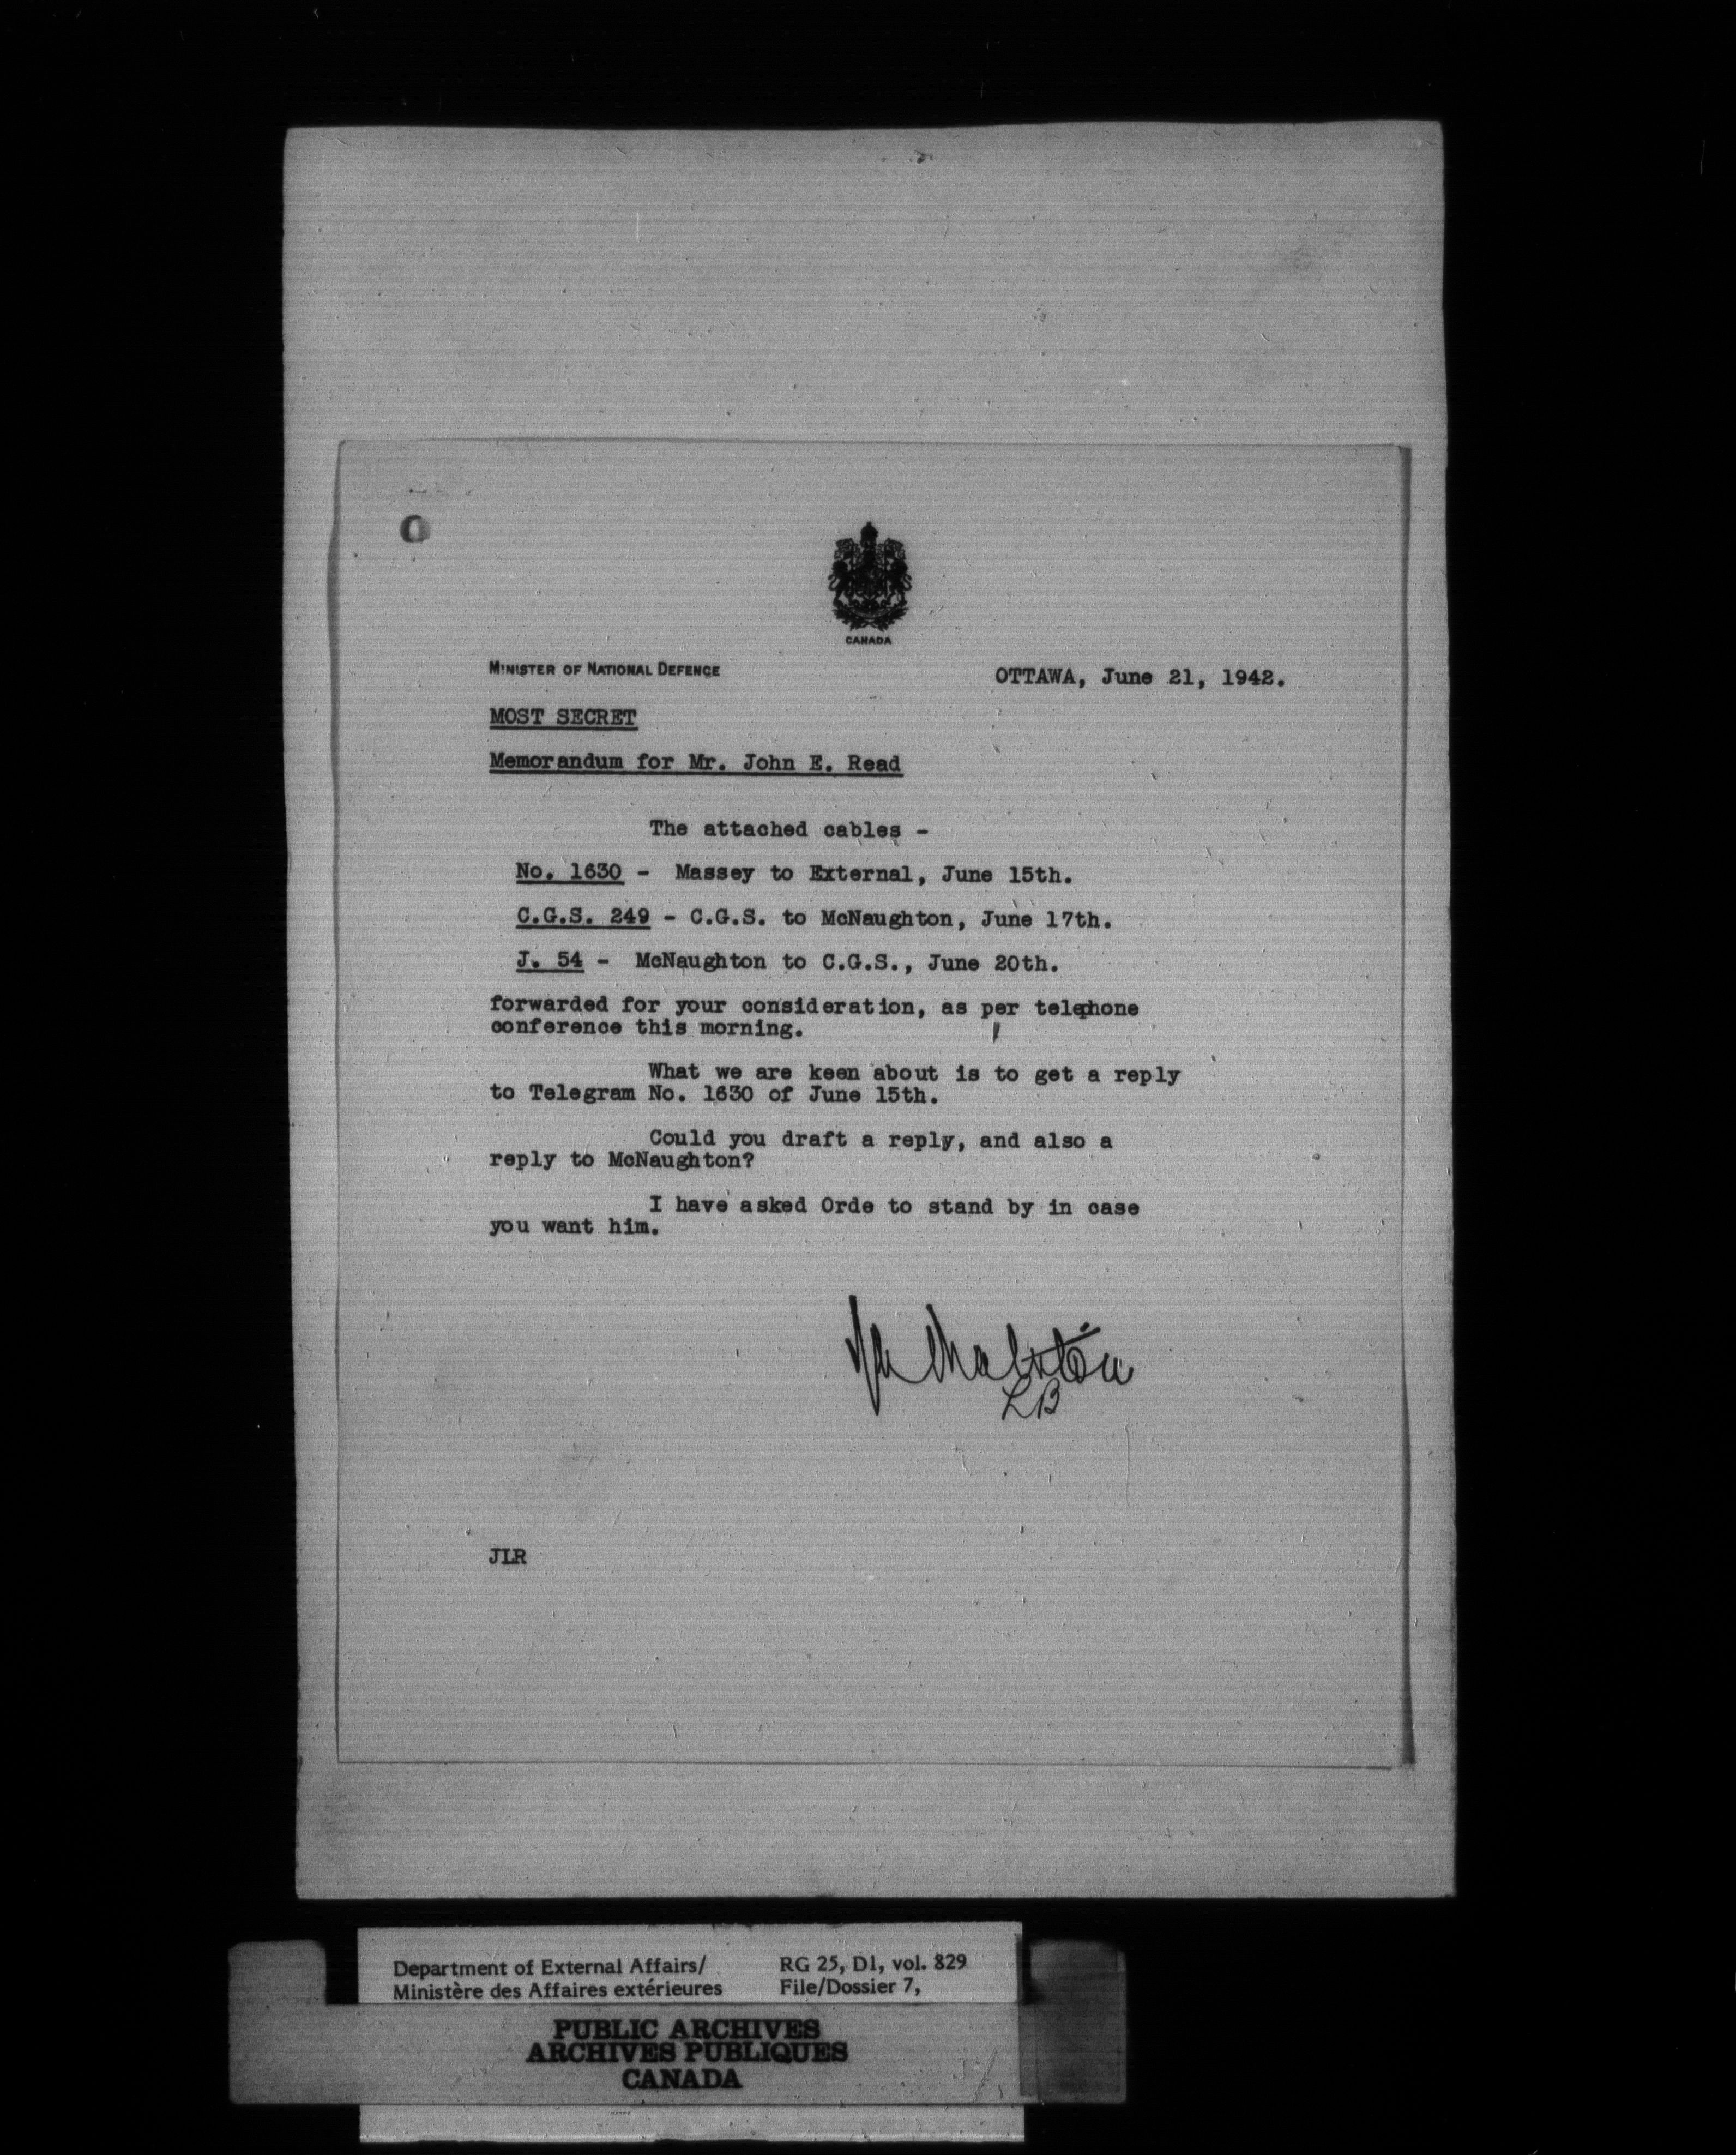 CANADA
MINISTER OF NATIONAL DEFENCE
OTTAWA, June 21, 1942.
MOST SECRET
Memorandum for Mr. John E. Read
The attached cables -
No. 1630 - Massey to External, June 15th.
C.G.S. 249 - C.G.S. to McNaughton, June 17th.
J. 54 - McNaughton to C.G.S., June 20th.
forwarded for your consideration, as per telephone
conference this morning.
What we are keen about is to get a reply
to Telegram No. 1630 of June 15th.
Could you draft a reply, and also a
reply to McNaughton?
I have asked Orde to stand by in case
you want him.
LB
JLR
Department of External Affairs/
Ministère des Affaires extérieures
RG 25, D1, vol. 829
File/Dossier 7,
PUBLIC ARCHIVES
ARCHIVES PUBLIQUES
CANADA